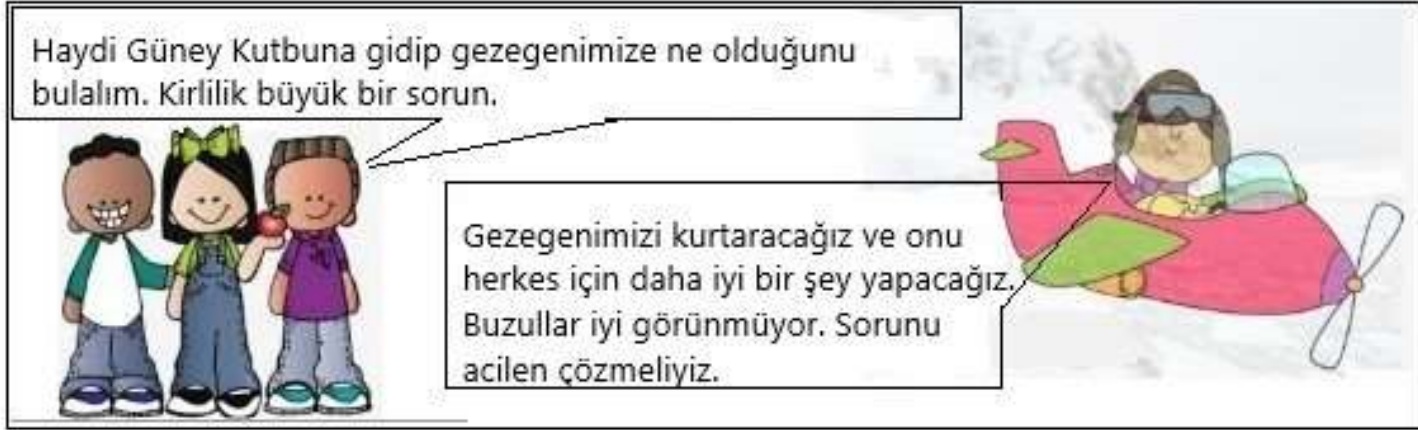 Haydi Güney Kutbuna gidip gezegenimize ne olduğunu
bulalım. Kirlilik büyük bir sorun.
Gezegenimizi kurtaracağız ve onu
herkes için daha iyi bir şey yapacağız.
Buzullar iyi görünmüyor. Sorunu
acilen çözmeliyiz.